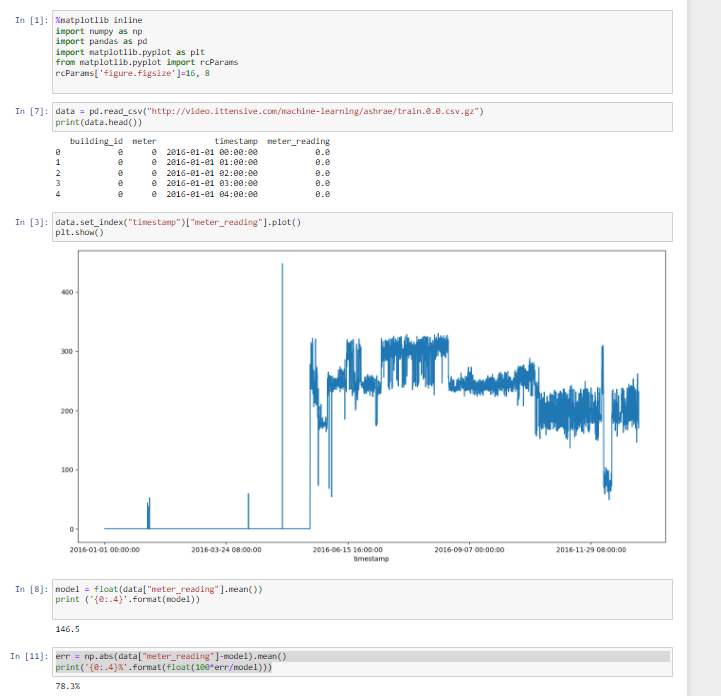 In [1]: %matplotlib inline
import numpy as np
import pandas as pd
import matplotlib.pyplot as plt
from matplotlib.pyplot import rcParams
rcParams['figure.figsize']=16, 8
In [7]: data = pd.read_csv("http://video.ittensive.com/machine-learning/ashrae/train.0.0.csv.gz")
print(data.head())
building_id meter timestamp meter_reading
0 0 0 2016-01-01 00:00:00 0.0
1 0 0 2016-01-01 01:00:00 0.0
2 0 0 2016-01-01 02:00:00 0.0
3 0 0 2016-01-01 03:00:00 0.0
4 0 0 2016-01-01 04:00:00 0.0
In [3]: data.set_index("timestamp")["meter_reading"].plot()
plt.show()
400
300
200
100
0
2016-01-01 00:00:00 2016-03-24 08:00:00 2016-06-15 16:00:00 2016-09-07 00:00:00 2016-11-29 08:00:00
timestamp
In [8]: model = float(data["meter_reading"].mean())
print ('{0:.4}'.format(model))
146.5
In [11]: err = np.abs(data["meter_reading"]-model).mean()
print('{0:.4}%'.format(float(100*err/model)))
78.3%